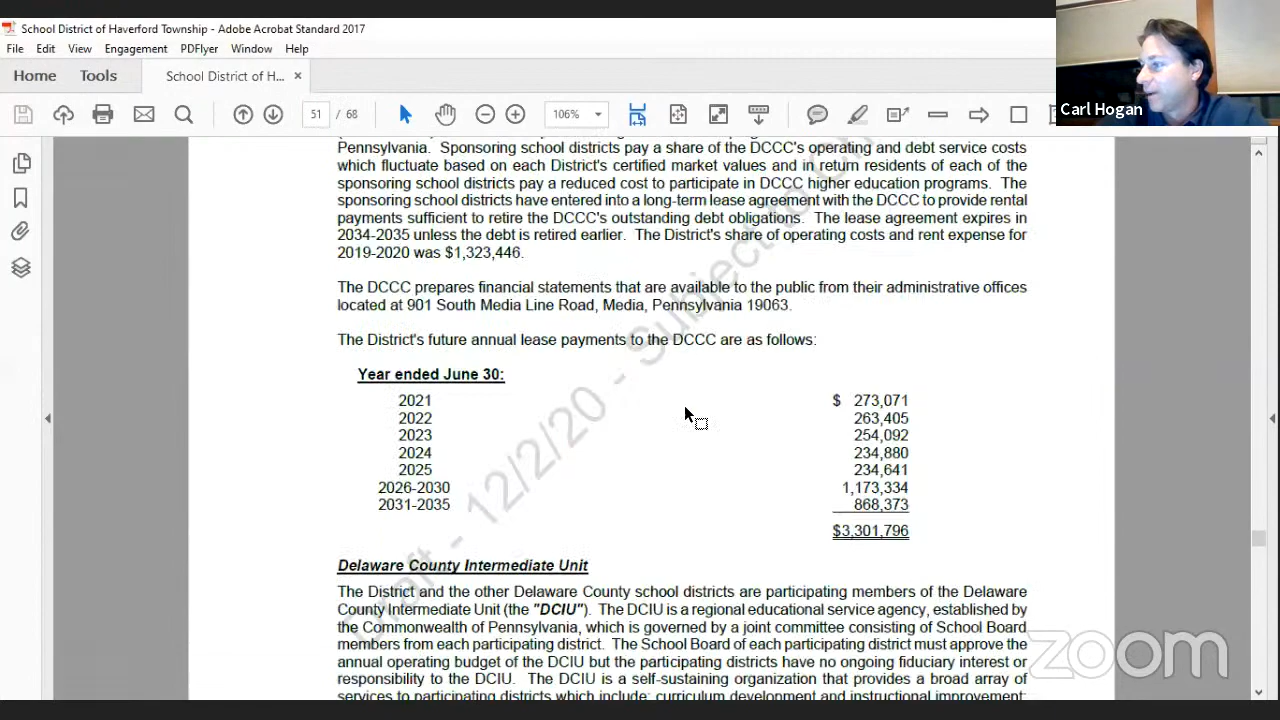 School District of Haverford Township - Adobe Acrobat Standard 2017
File Edit View Engagement PDFlyer Window Help
Home Tools School District of H... ×
51 / 68 106%
Carl Hogan
Pennsylvania. Sponsoring school districts pay a share of the DCCC's operating and debt service costs
which fluctuate based on each District's certified market values and in return residents of each of the
sponsoring school districts pay a reduced cost to participate in DCCC higher education programs. The
sponsoring school districts have entered into a long-term lease agreement with the DCCC to provide rental
payments sufficient to retire the DCCC's outstanding debt obligations. The lease agreement expires in
2034-2035 unless the debt is retired earlier. The District's share of operating costs and rent expense for
2019-2020 was $1,323,446.
The DCCC prepares financial statements that are available to the public from their administrative offices
located at 901 South Media Line Road, Media, Pennsylvania 19063.
The District's future annual lease payments to the DCCC are as follows:
Year ended June 30:
2021 $ 273,071
2022 263,405
2023 254,092
2024 234,880
2025 234,641
2026-2030 1,173,334
2031-2035 868,373
$3,301,796
Delaware County Intermediate Unit
The District and the other Delaware County school districts are participating members of the Delaware
County Intermediate Unit (the "DCIU"). The DCIU is a regional educational service agency, established by
the Commonwealth of Pennsylvania, which is governed by a joint committee consisting of School Board
members from each participating district. The School Board of each participating district must approve the
annual operating budget of the DCIU but the participating districts have no ongoing fiduciary interest or
responsibility to the DCIU. The DCIU is a self-sustaining organization that provides a broad array of
services to participating districts which include: curriculum development and instructional improvement;
Draft - 12/2/20 - Subject to Ch
zoom